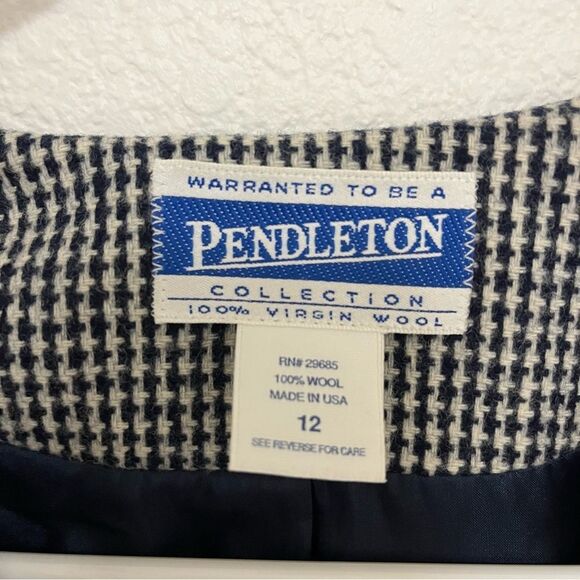 WARRANTED TO BE A
PENDLETON
COLLECTION
100% VIRGIN WOOL
RN# 29685
100% WOOL
MADE IN USA
12
SEE REVERSE FOR CARE